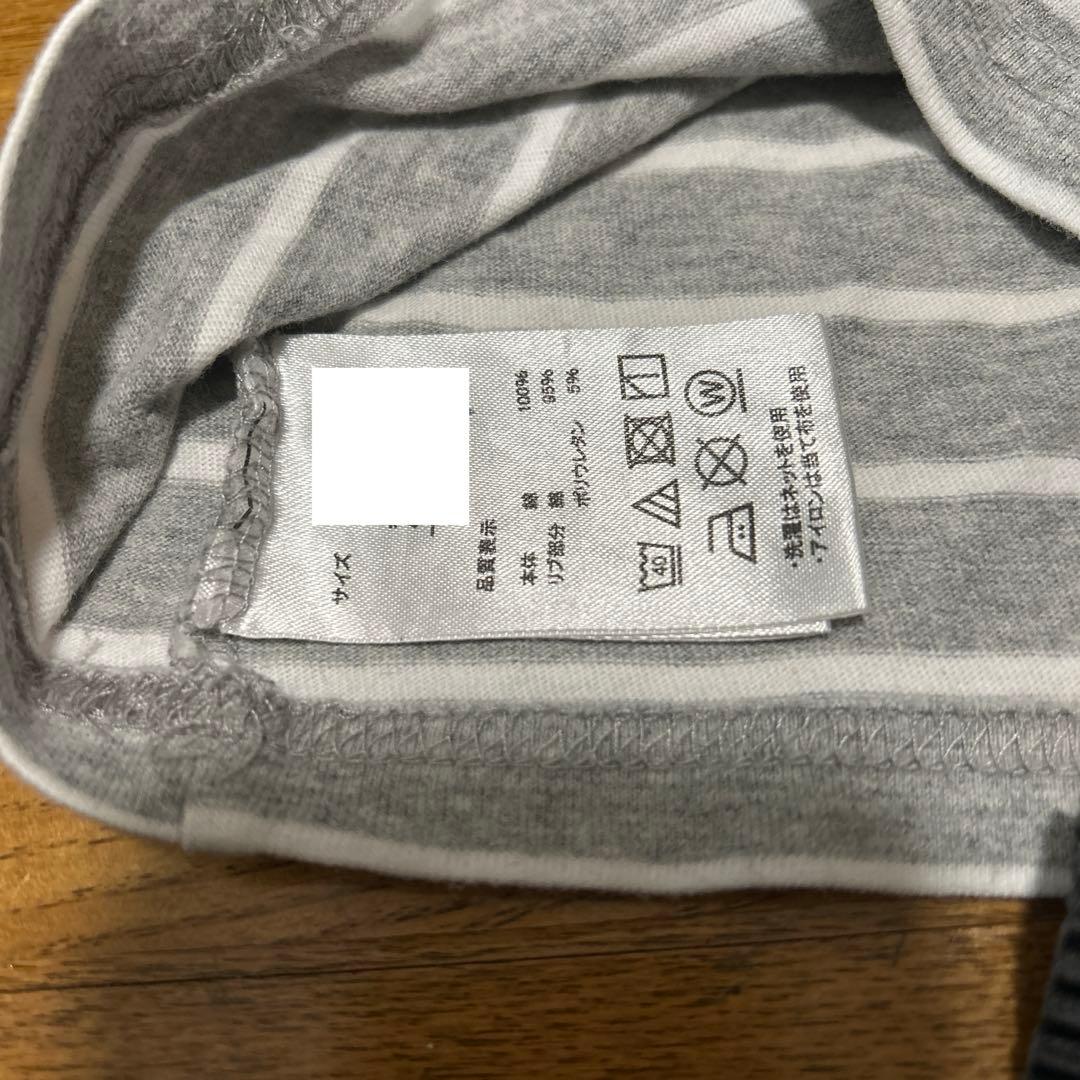 サイズ
品質表示
本体 綿 100%
リブ部分 綿 95%
ポリウレタン 5%
40
W
・洗濯はネットを使用
・アイロンは当て布を使用